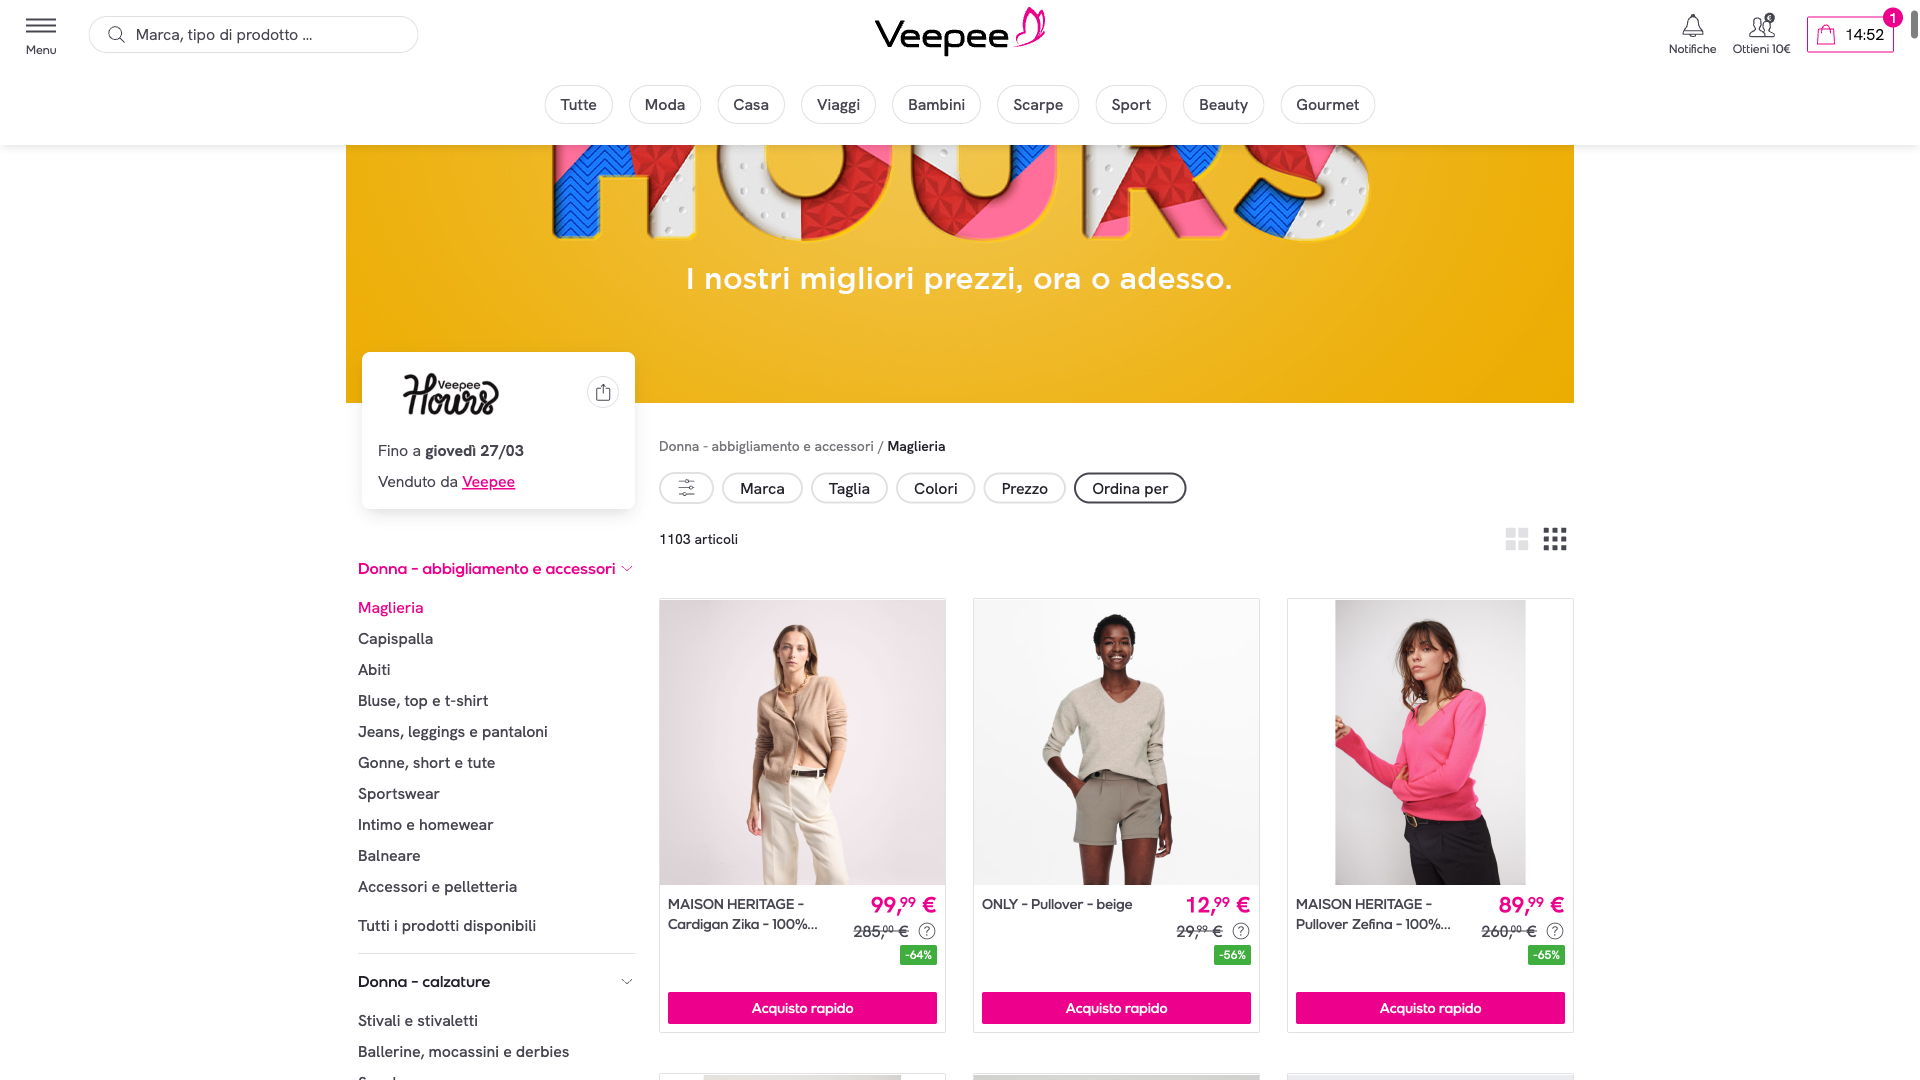 Menu
Marca, tipo di prodotto ...
Veepee
Notifiche
Ottieni 10€
1
14:52
Tutte
Moda
Casa
Viaggi
Bambini
Scarpe
Sport
Beauty
Gourmet
HOURS
I nostri migliori prezzi, ora o adesso.
Veepee
Hours
Fino a giovedì 27/03
Venduto da Veepee
Donna - abbigliamento e accessori / Maglieria
Marca
Taglia
Colori
Prezzo
Ordina per
1103 articoli
Donna - abbigliamento e accessori
Maglieria
Capispalla
Abiti
Bluse, top e t-shirt
Jeans, leggings e pantaloni
Gonne, short e tute
Sportswear
Intimo e homewear
Balneare
Accessori e pelletteria
Tutti i prodotti disponibili
Donna - calzature
Stivali e stivaletti
Ballerine, mocassini e derbies
MAISON HERITAGE -
Cardigan Zika - 100%...
99,99 €
285,00 €
?
-64%
Acquisto rapido
ONLY - Pullover - beige
12,99 €
29,99 €
?
-56%
Acquisto rapido
MAISON HERITAGE -
Pullover Zefina - 100%...
89,99 €
260,00 €
?
-65%
Acquisto rapido